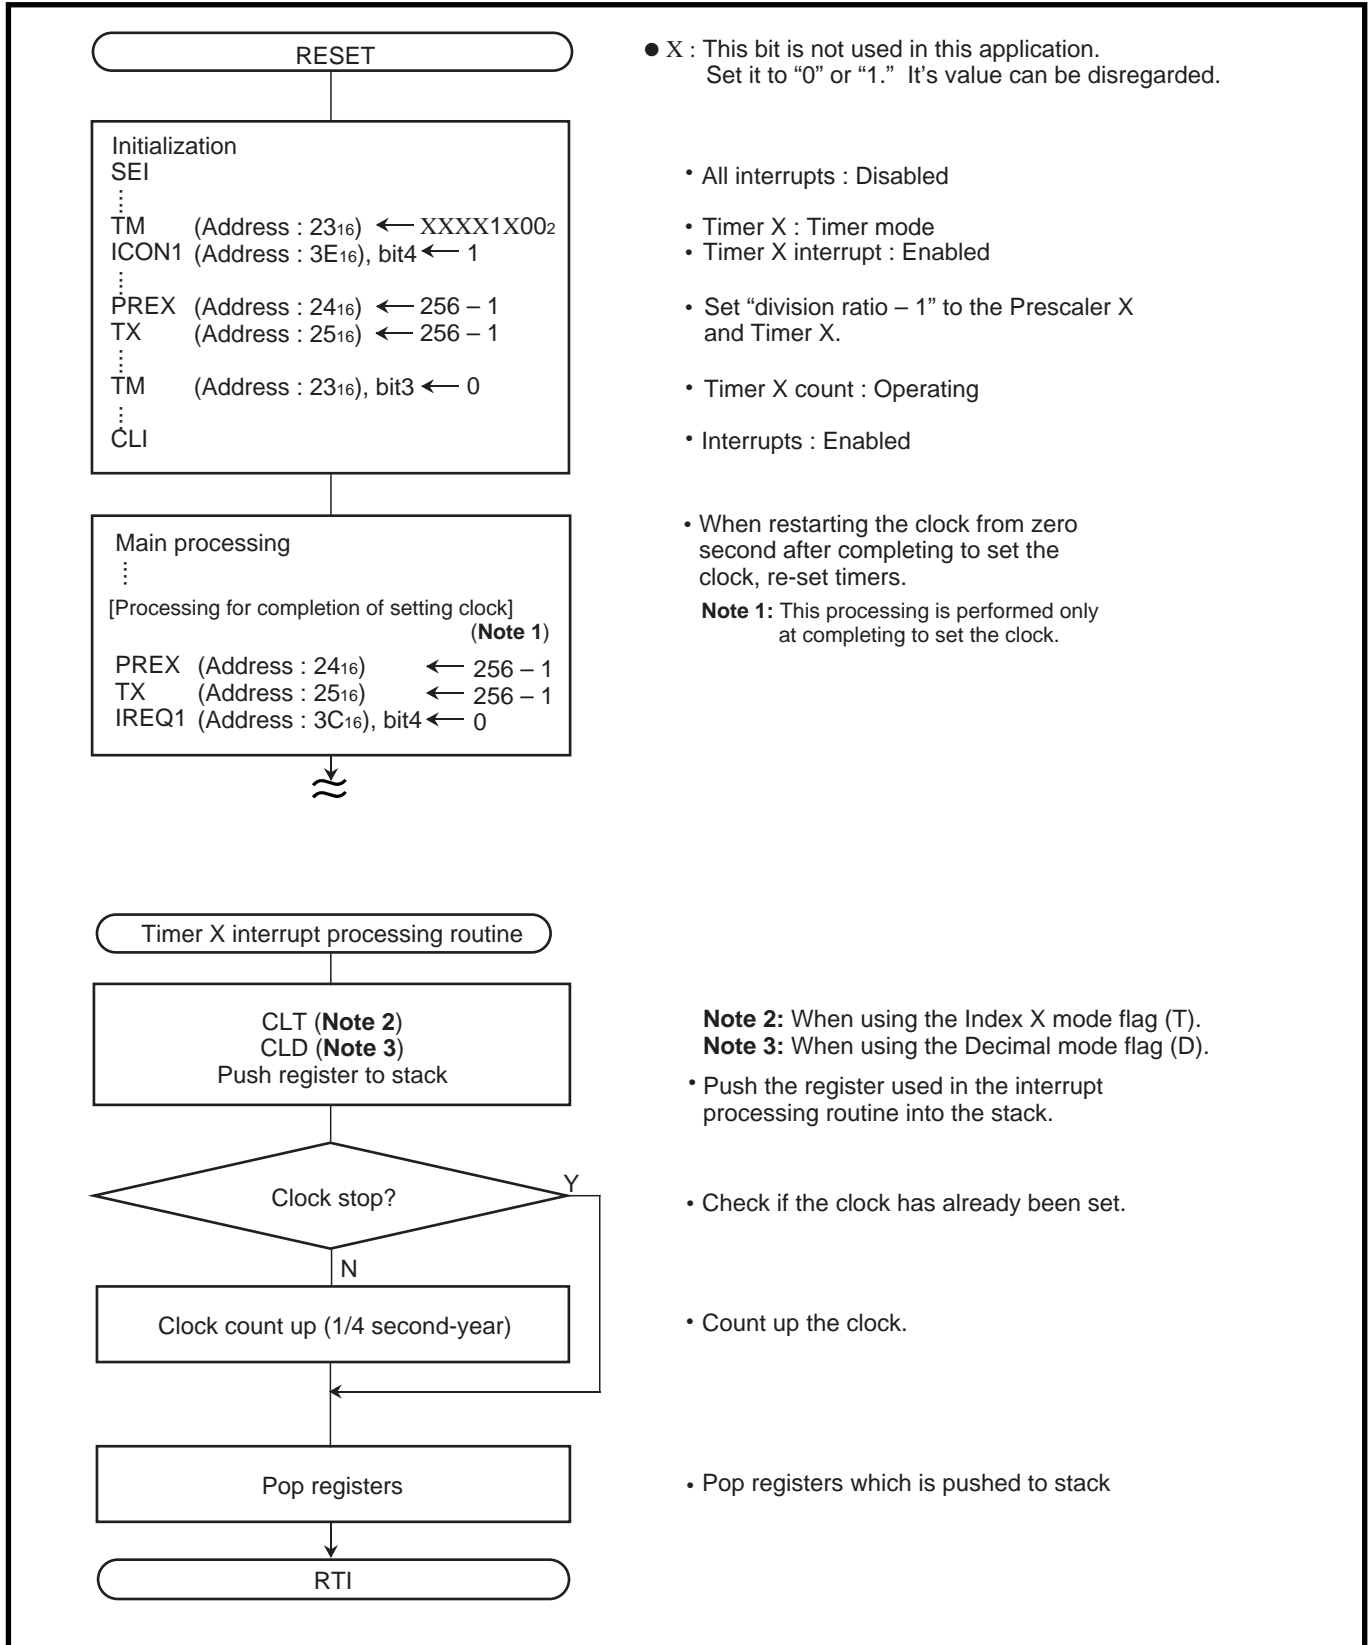 RESET
● X : This bit is not used in this application.
Set it to “0” or “1.” It's value can be disregarded.
Initialization
SEI
• All interrupts : Disabled
TM (Address : 2316) ← XXXX1X002
• Timer X : Timer mode
ICON1 (Address : 3E16), bit4 ← 1
• Timer X interrupt : Enabled
PREX (Address : 2416) ← 256 – 1
• Set “division ratio – 1” to the Prescaler X
TX (Address : 2516) ← 256 – 1
and Timer X.
TM (Address : 2316), bit3 ← 0
• Timer X count : Operating
CLI
• Interrupts : Enabled
Main processing
• When restarting the clock from zero
second after completing to set the
clock, re-set timers.
[Processing for completion of setting clock]
(Note 1)
Note 1: This processing is performed only
at completing to set the clock.
PREX (Address : 2416) ← 256 – 1
TX (Address : 2516) ← 256 – 1
IREQ1 (Address : 3C16), bit4 ← 0
Timer X interrupt processing routine
CLT (Note 2)
CLD (Note 3)
Push register to stack
Note 2: When using the Index X mode flag (T).
Note 3: When using the Decimal mode flag (D).
• Push the register used in the interrupt
processing routine into the stack.
Clock stop?
Y
• Check if the clock has already been set.
N
Clock count up (1/4 second-year)
• Count up the clock.
Pop registers
• Pop registers which is pushed to stack
RTI